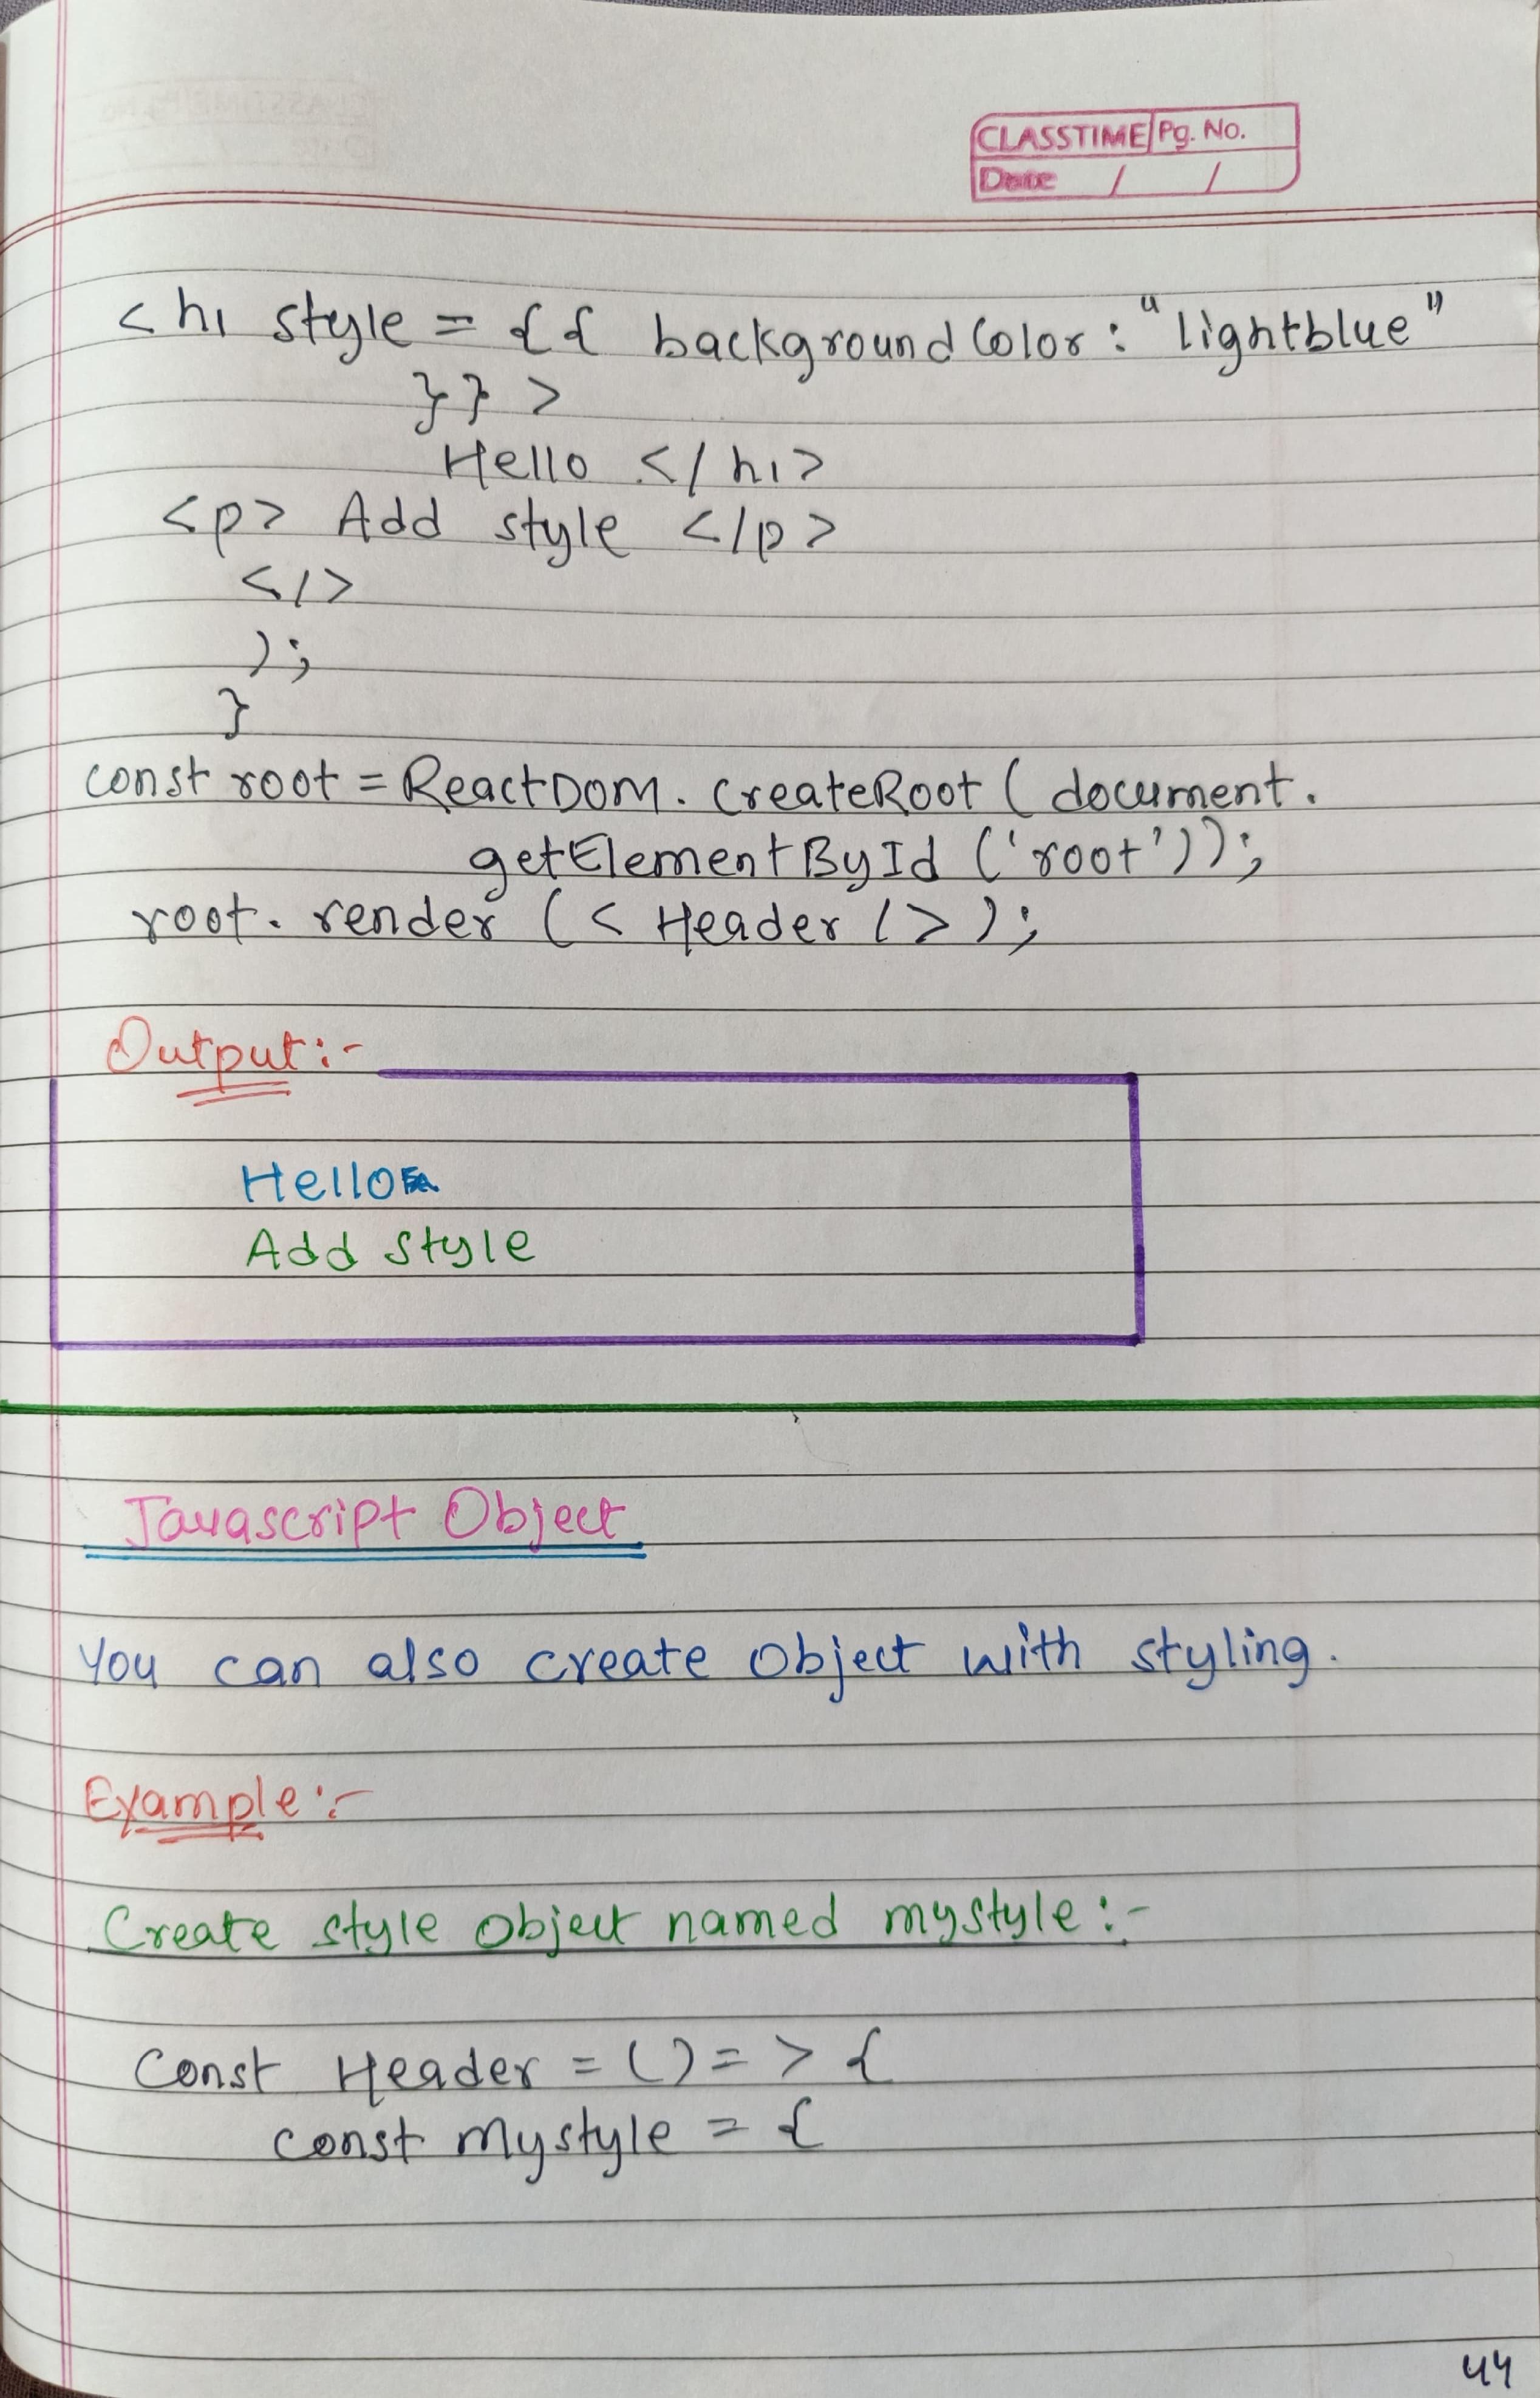 CLASSTIME Pg. No.
Date / /
<h1 style = {{ backgroundColor : "lightblue"
}} >
Hello </h1>
<p> Add style </p>
</>
);
}
const root = ReactDOM. createRoot ( document.
getElementById ('root'));
root. render (< Header />);
Output:-
Hello
Add style
Javascript Object
You can also create object with styling.
Example:-
Create style object named mystyle:-
Const Header = () = > {
const mystyle = {
44